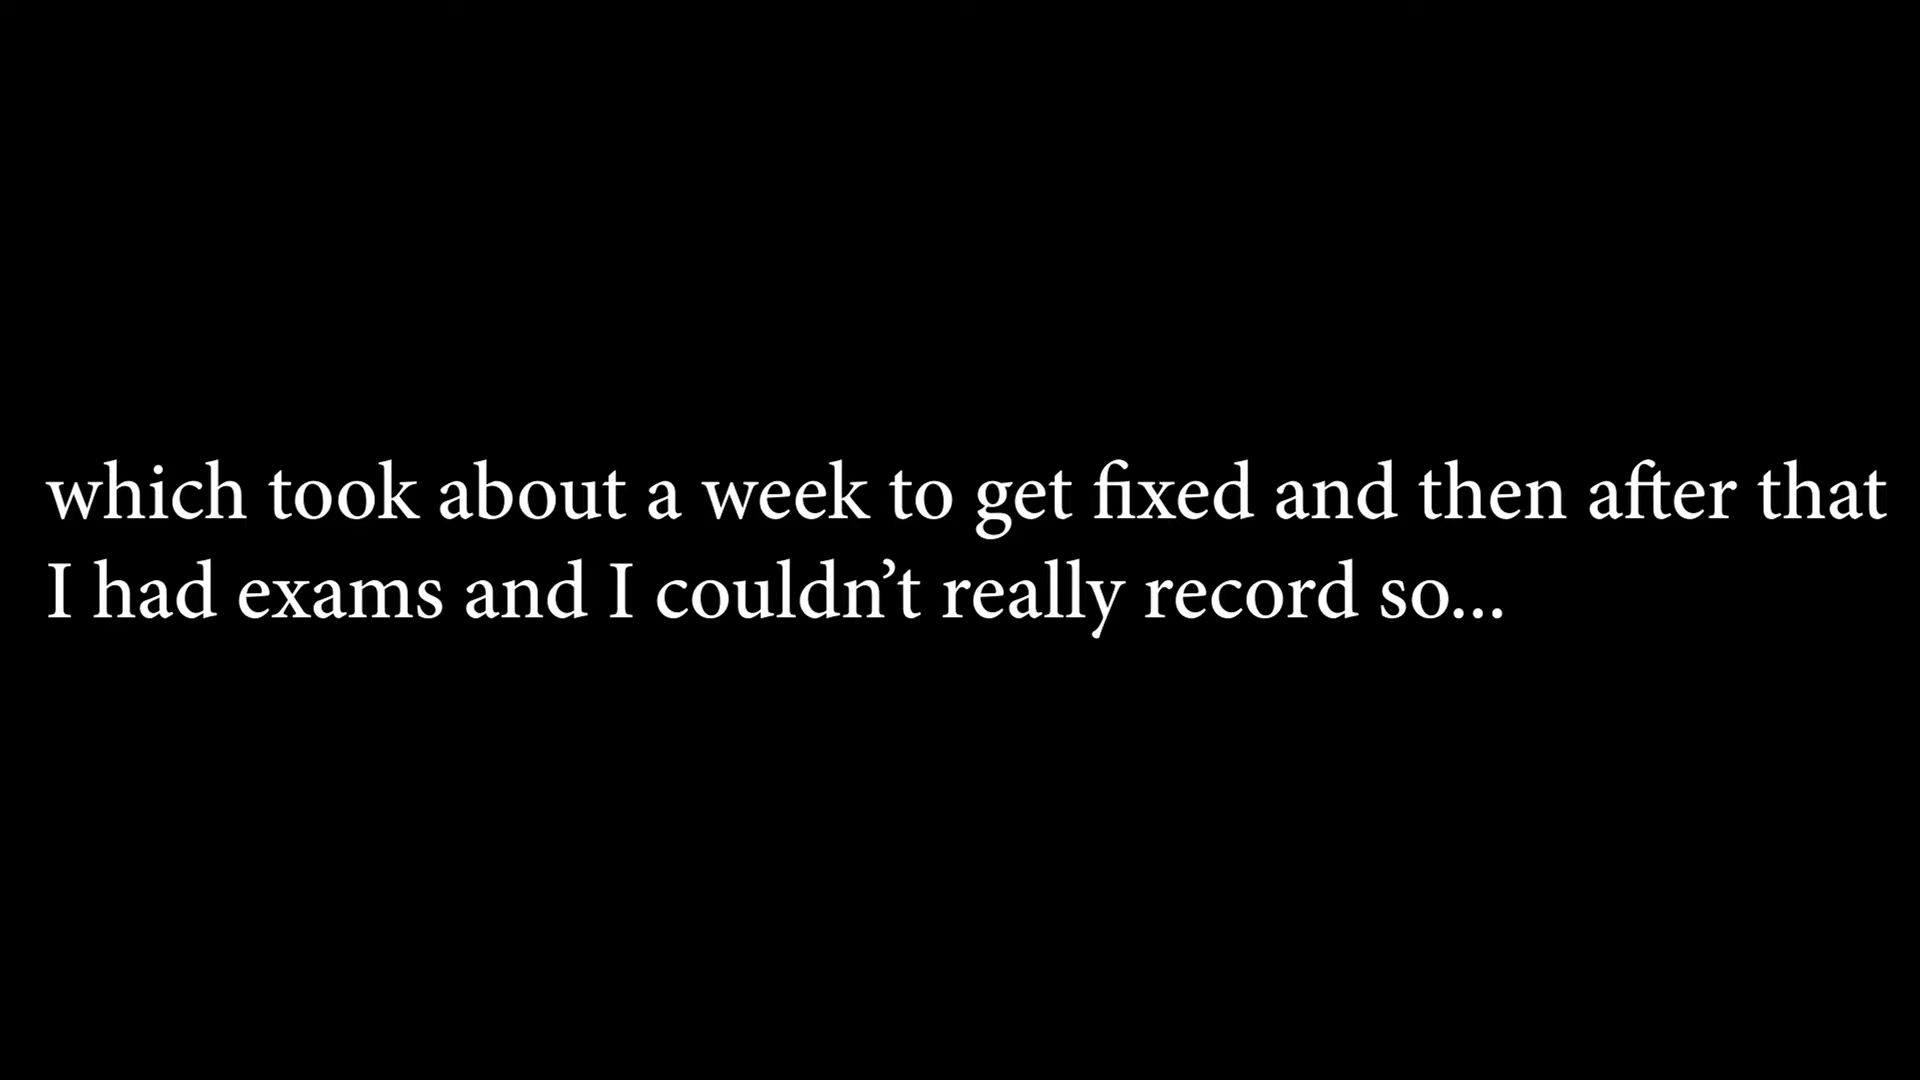 which took about a week to get fixed and then after that
I had exams and I couldn’t really record so...